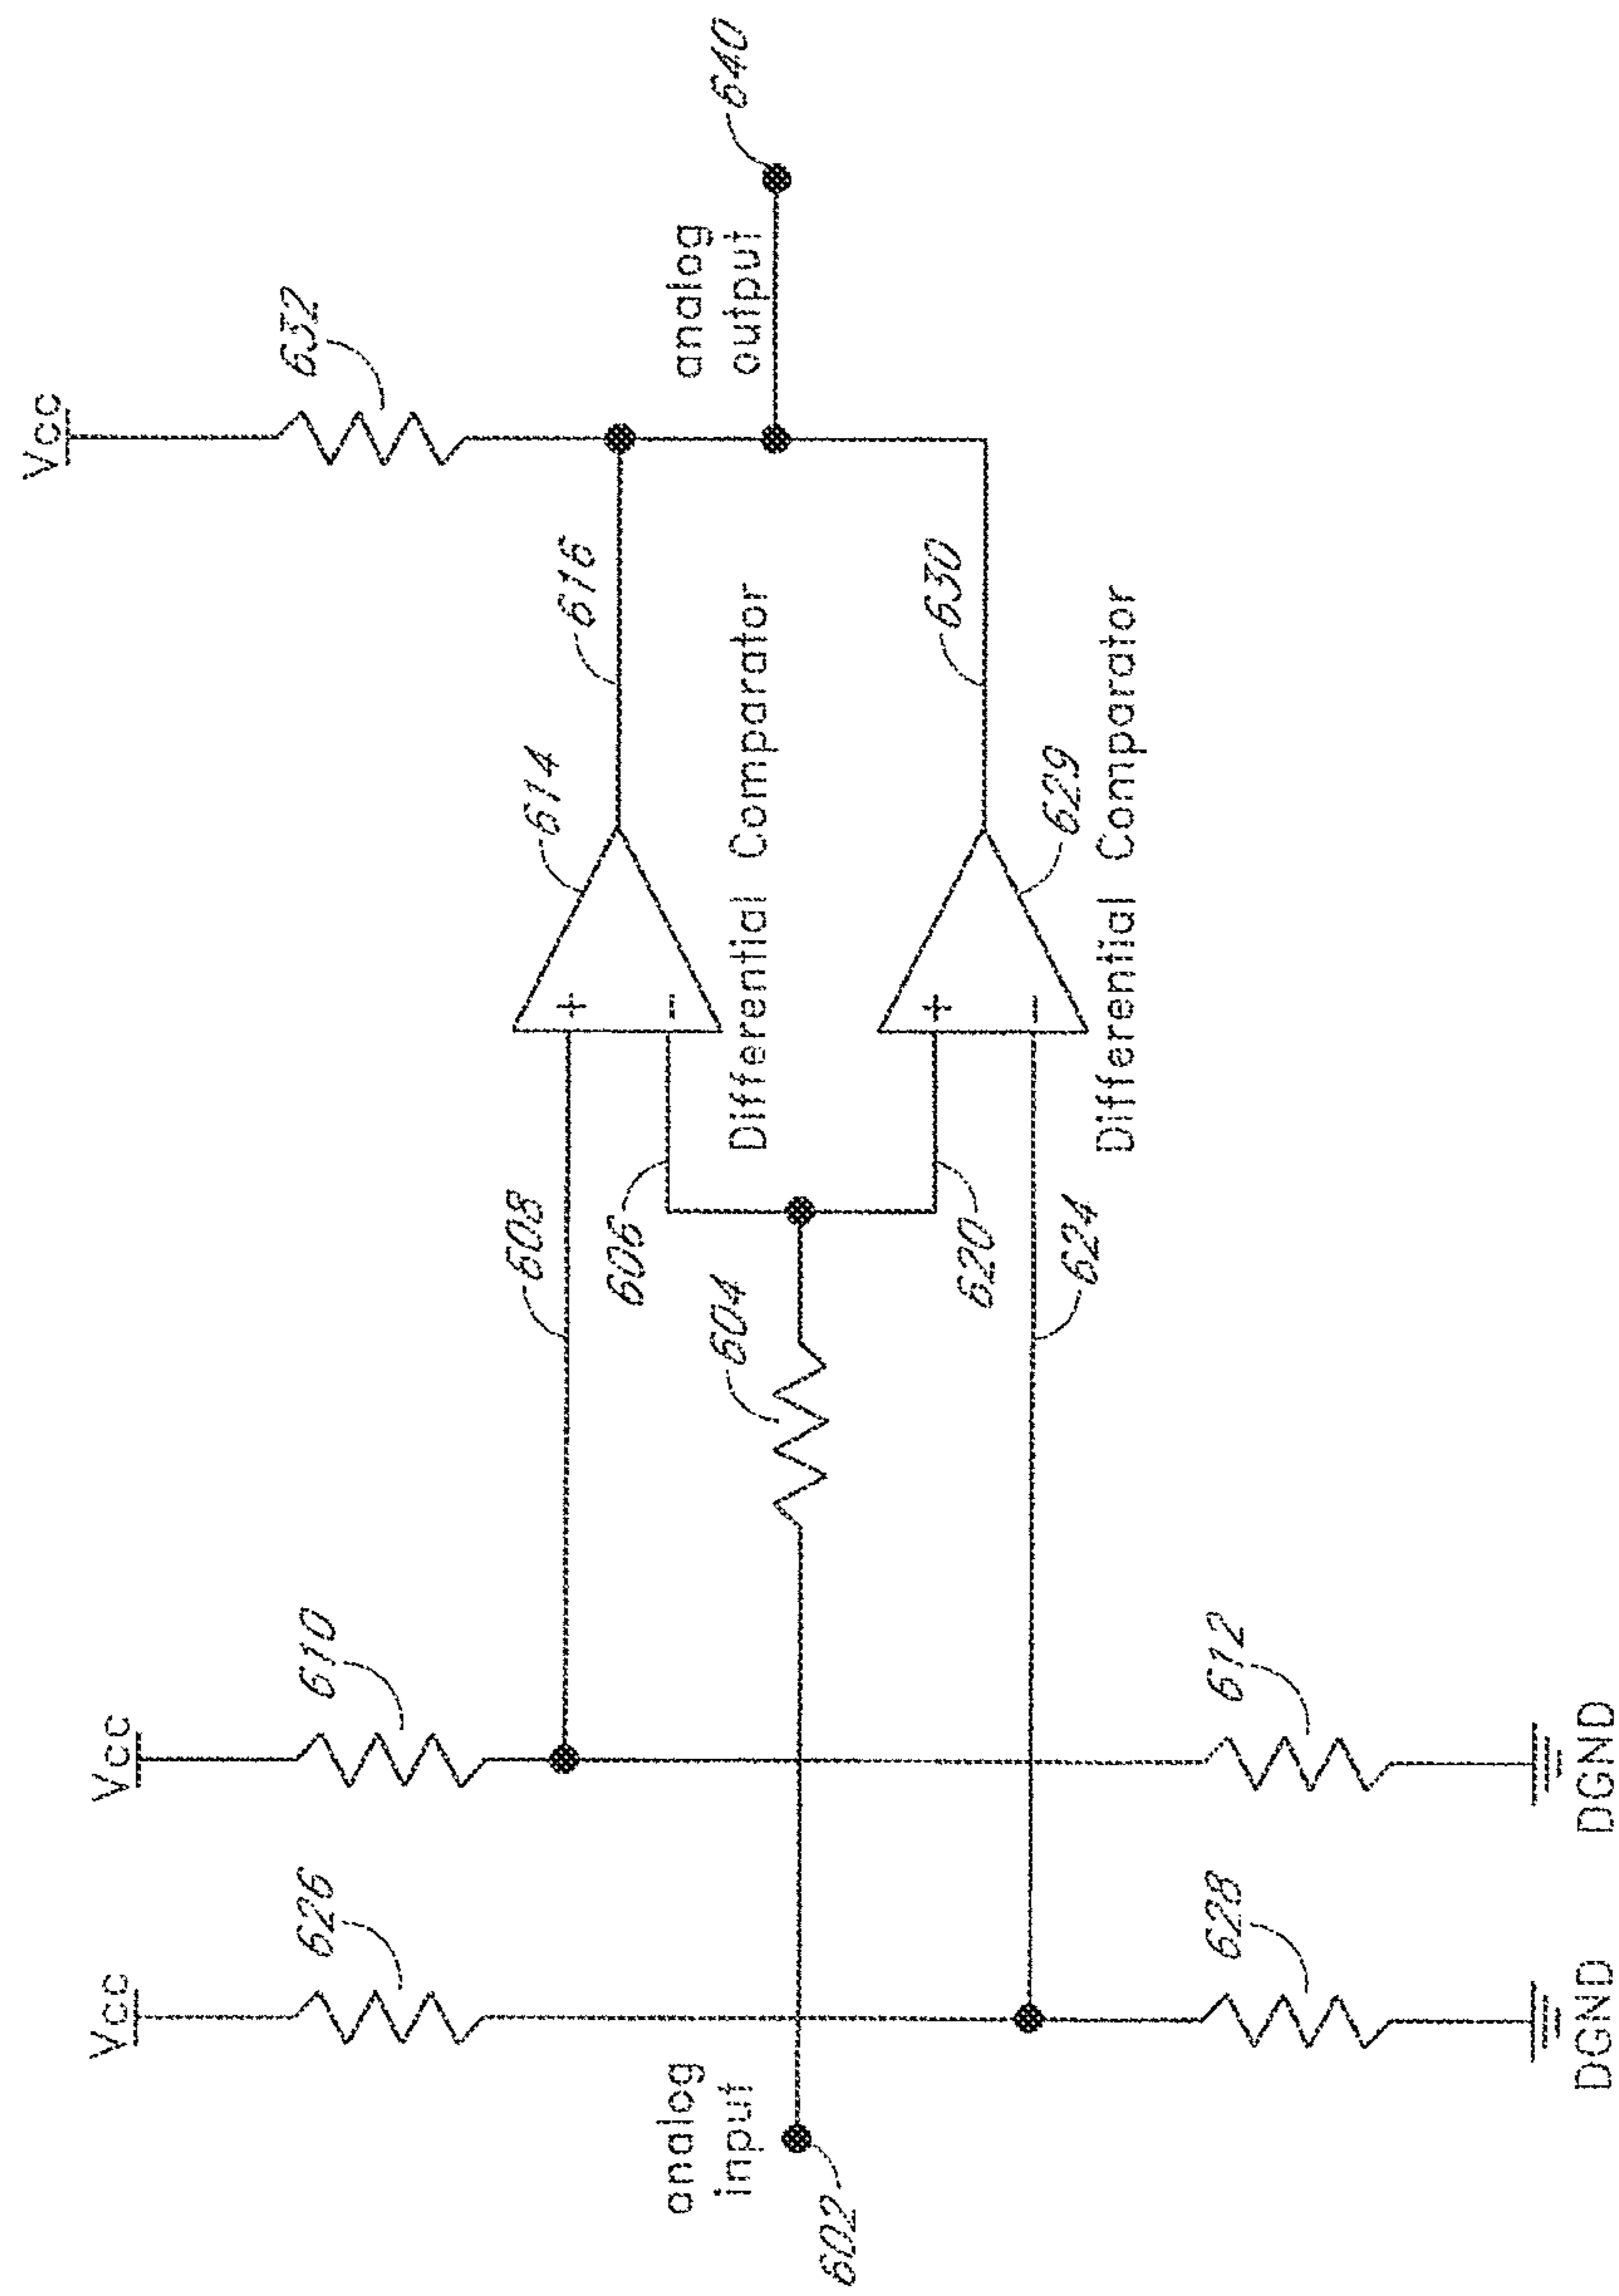 Vcc
Vcc
Vcc
626
610
632
608
614
616
606
analog
input
analog
output
604
640
Differential Comparator
602
630
620
624
629
Differential Comparator
628
612
DGND
DGND